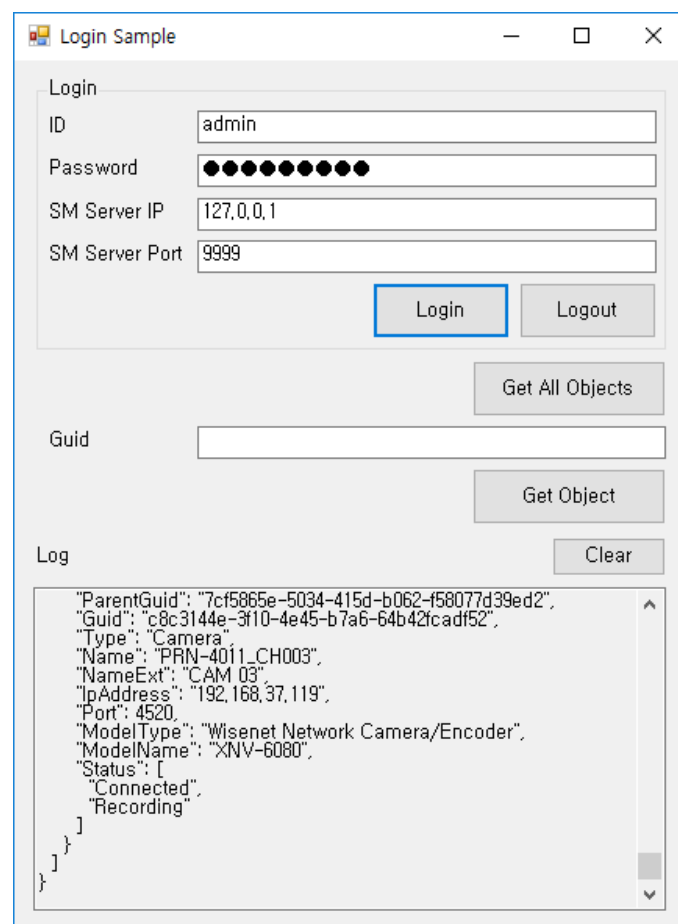 Login Sample
Login
ID admin
Password ●●●●●●●●●
SM Server IP 127.0.0.1
SM Server Port 9999
Login Logout
Get All Objects
Guid
Get Object
Log Clear
"ParentGuid": "7cf5865e-5034-415d-b062-f58077d39ed2",
"Guid": "c8c3144e-3f10-4e45-b7a6-64b42fcadf52",
"Type": "Camera",
"Name": "PRN-4011_CH003",
"NameExt": "CAM 03",
"IpAddress": "192.168.37.119",
"Port": 4520,
"ModelType": "Wisenet Network Camera/Encoder",
"ModelName": "XNV-6080",
"Status": [
"Connected",
"Recording"
]
}
]
}